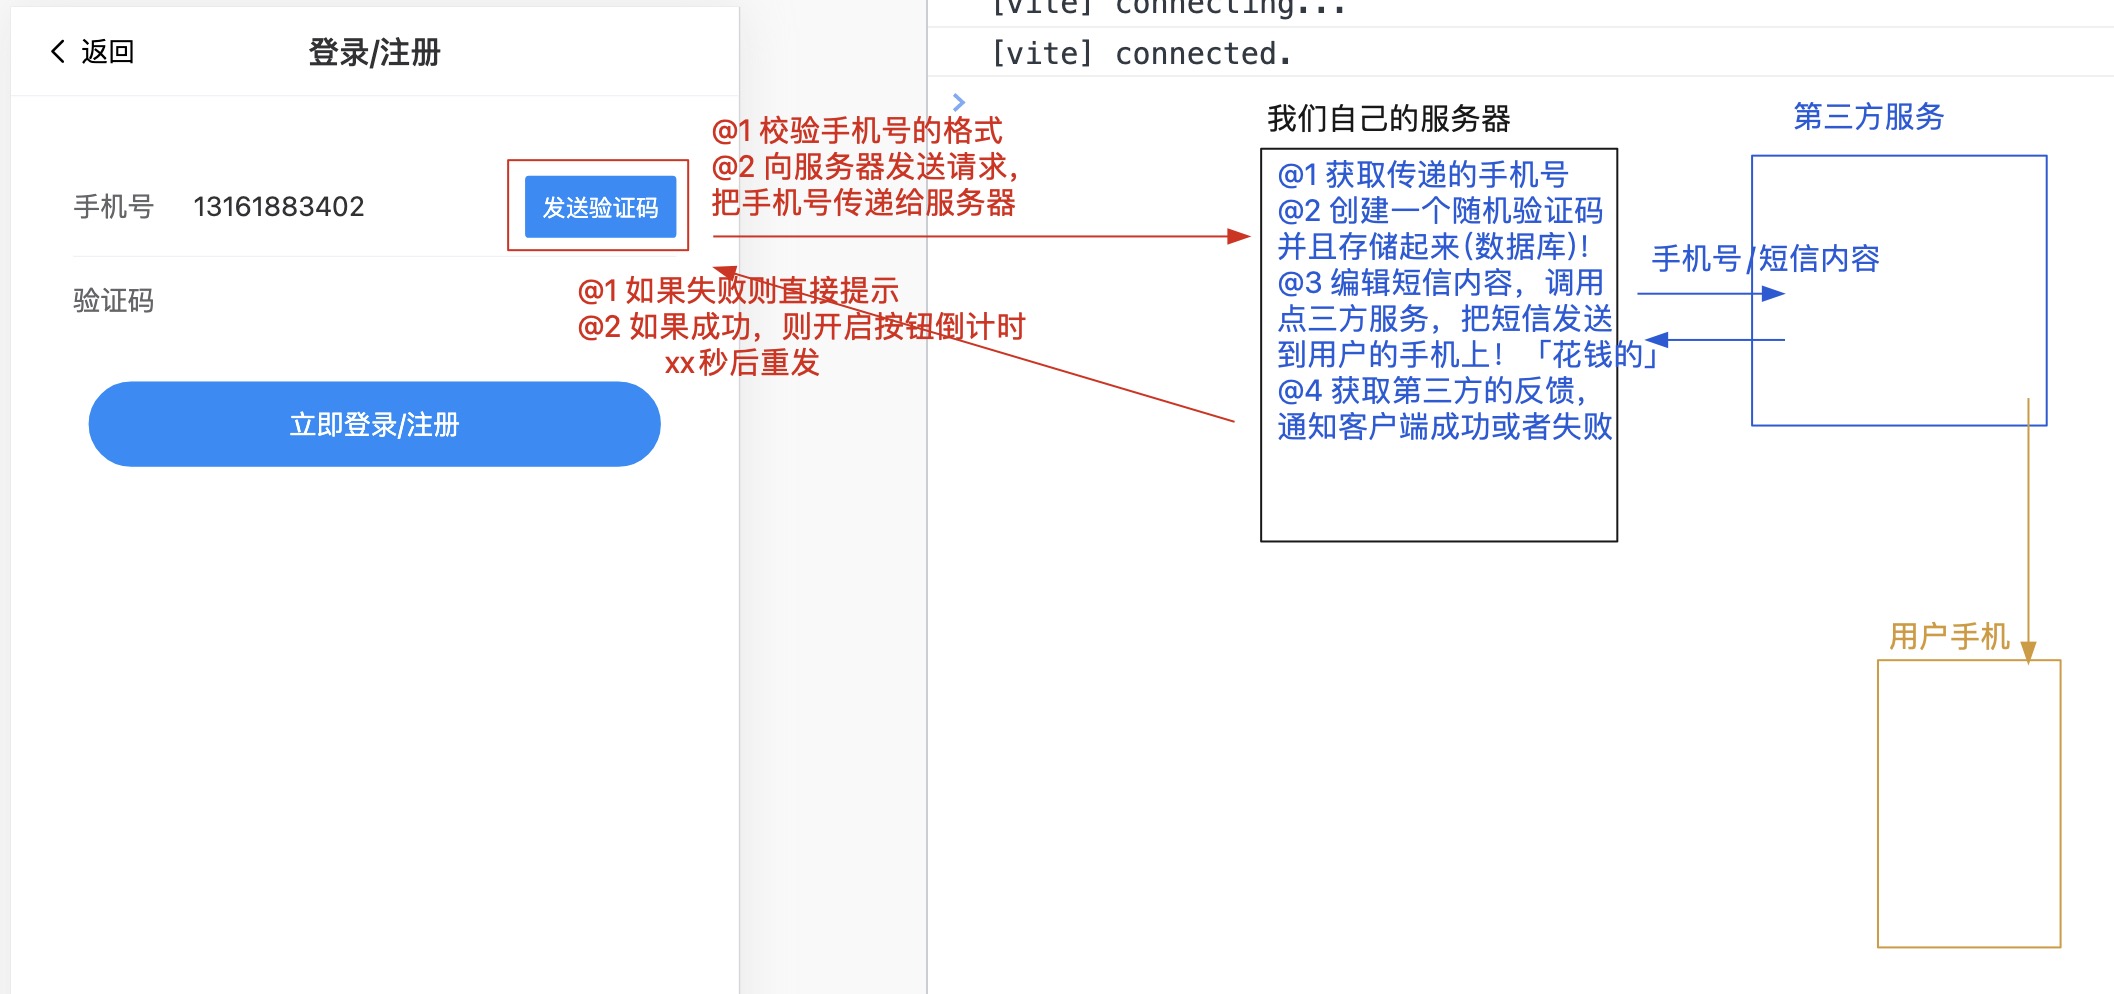 [vite] connecting...
[vite] connected.
返回
登录/注册
手机号 13161883402
发送验证码
验证码
立即登录/注册
@1 校验手机号的格式
@2 向服务器发送请求，
把手机号传递给服务器
@1 如果失败则直接提示
@2 如果成功，则开启按钮倒计时
xx秒后重发
我们自己的服务器
@1 获取传递的手机号
@2 创建一个随机验证码
并且存储起来(数据库)！
@3 编辑短信内容，调用
点三方服务，把短信发送
到用户的手机上！「花钱的」
@4 获取第三方的反馈，
通知客户端成功或者失败
第三方服务
手机号/短信内容
用户手机